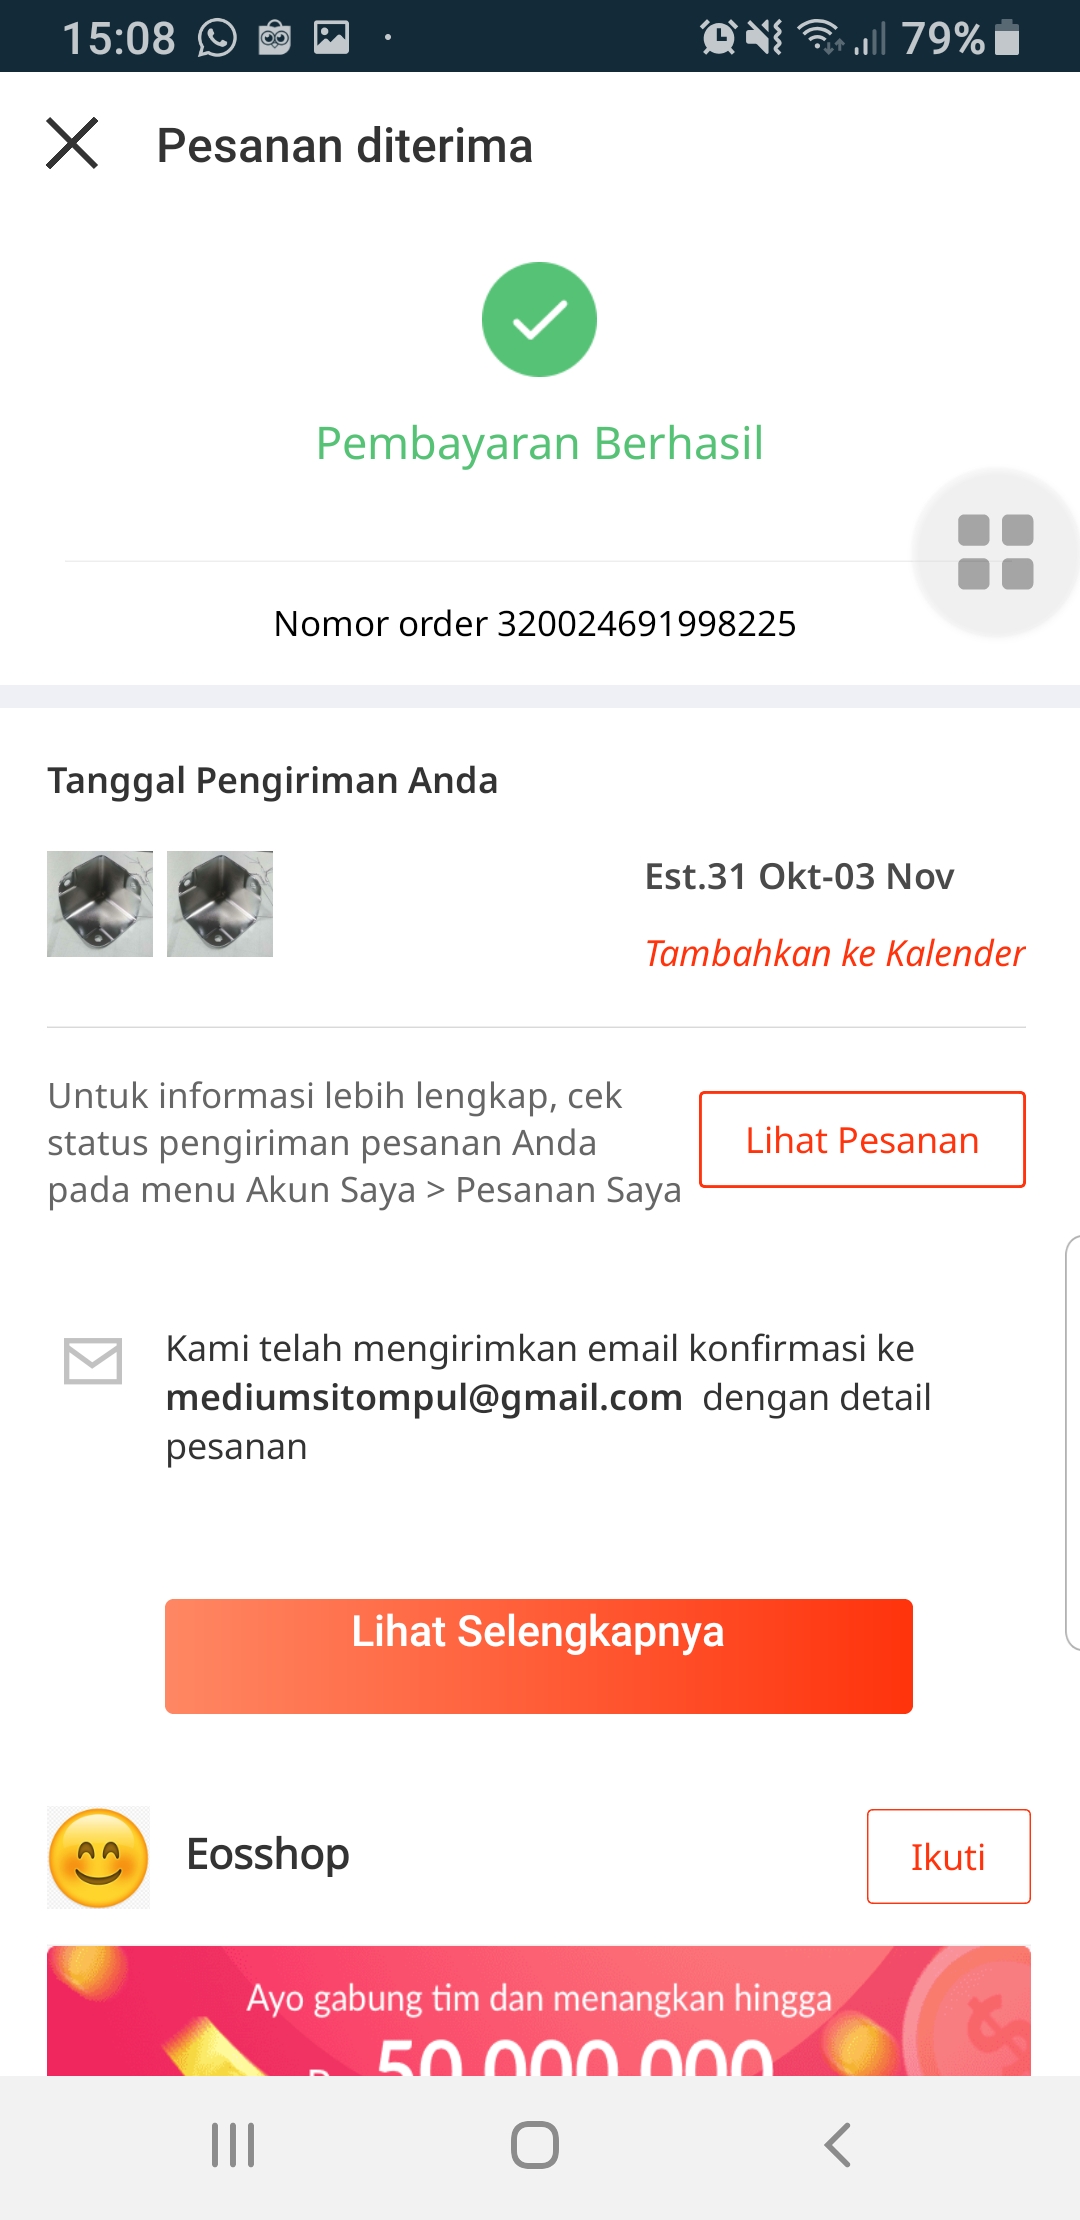 15:08
79%
Pesanan diterima
Pembayaran Berhasil
Nomor order 320024691998225
Tanggal Pengiriman Anda
Est.31 Okt-03 Nov
Tambahkan ke Kalender
Untuk informasi lebih lengkap, cek
status pengiriman pesanan Anda
pada menu Akun Saya > Pesanan Saya
Lihat Pesanan
Kami telah mengirimkan email konfirmasi ke
mediumsitompul@gmail.com dengan detail
pesanan
Lihat Selengkapnya
Eosshop
Ikuti
Ayo gabung tim dan menangkan hingga
50.000.000